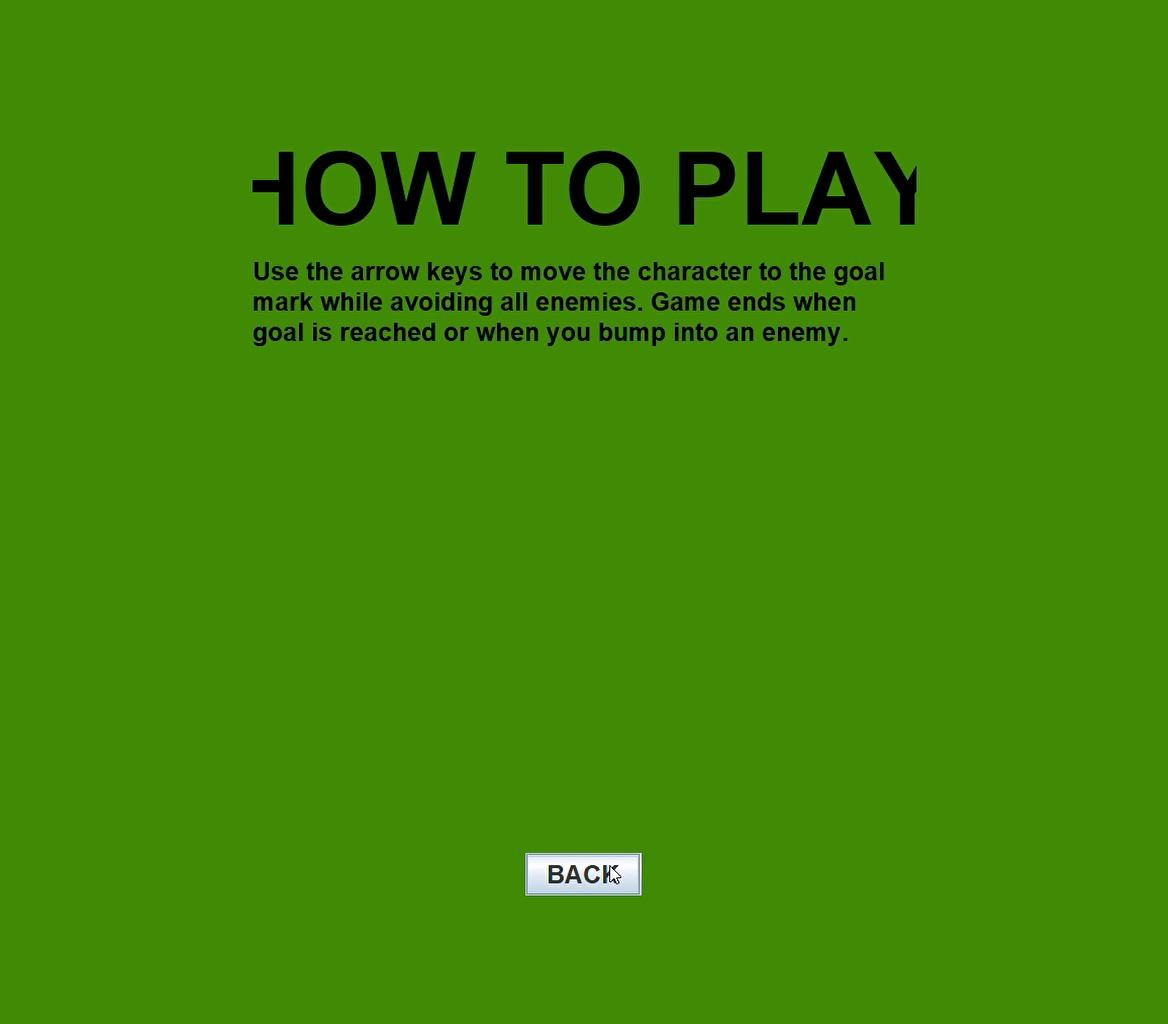 HOW TO PLAY
Use the arrow keys to move the character to the goal
mark while avoiding all enemies. Game ends when
goal is reached or when you bump into an enemy.
BACK